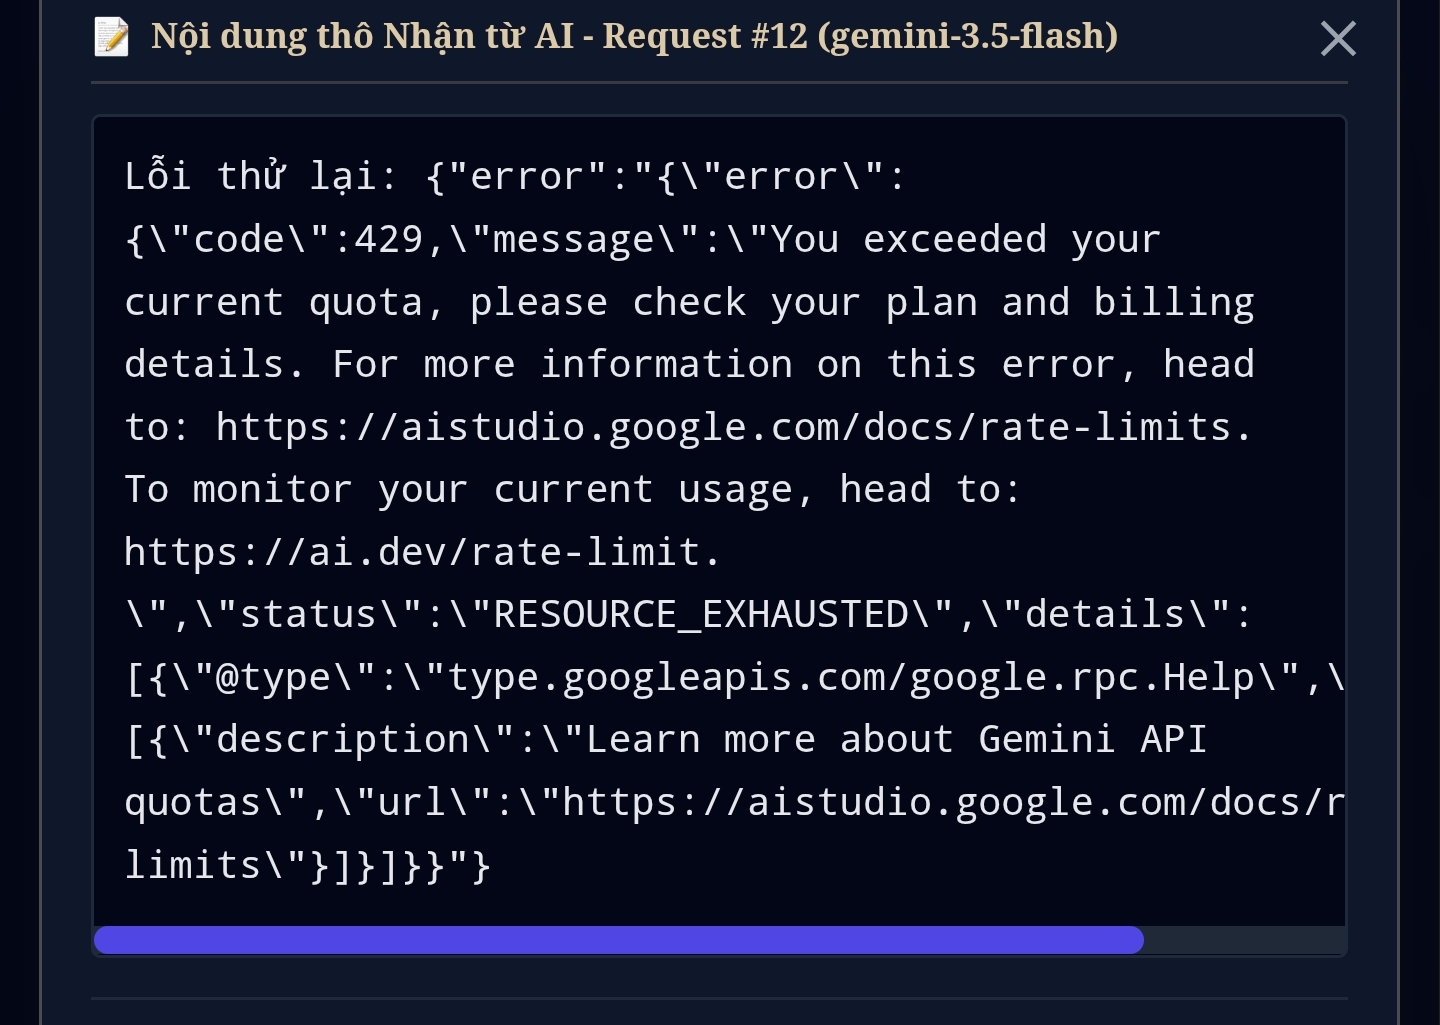 Nội dung thô Nhận từ AI - Request #12 (gemini-3.5-flash)
Lỗi thử lại: {"error":"{\"error\":
{\"code\":429,\"message\":\"You exceeded your
current quota, please check your plan and billing
details. For more information on this error, head
to: https://aistudio.google.com/docs/rate-limits.
To monitor your current usage, head to:
https://ai.dev/rate-limit.
\",\"status\":\"RESOURCE_EXHAUSTED\",\"details\":
[{\"@type\":\"type.googleapis.com/google.rpc.Help\",\
[{\"description\":\"Learn more about Gemini API
quotas\",\"url\":\"https://aistudio.google.com/docs/r
limits\"}]}]}}"}